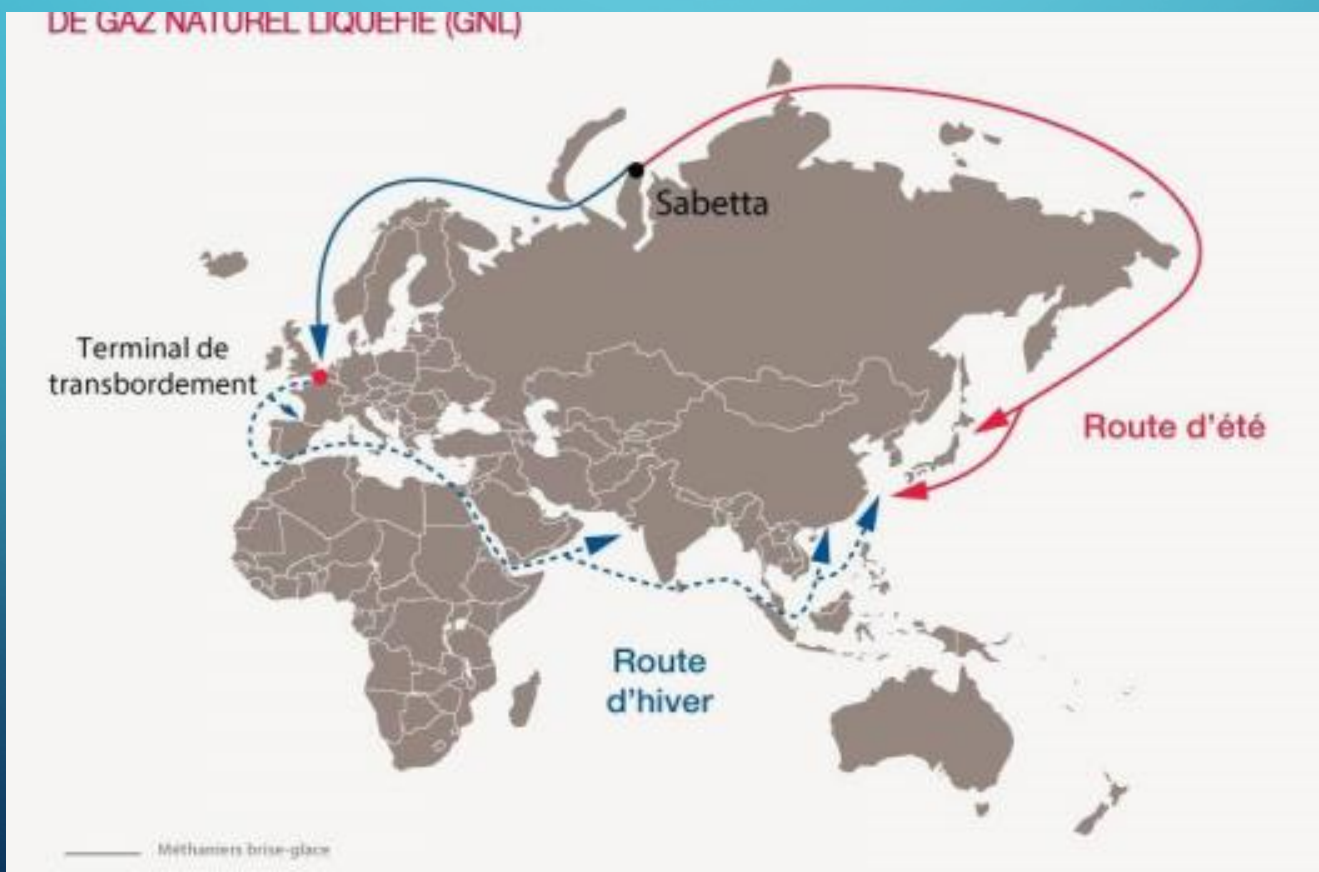 DE GAZ NATUREL LIQUEFIE (GNL)
Sabetta
Terminal de
transbordement
Route d'été
Route
d'hiver
Méthaniers brise-glace